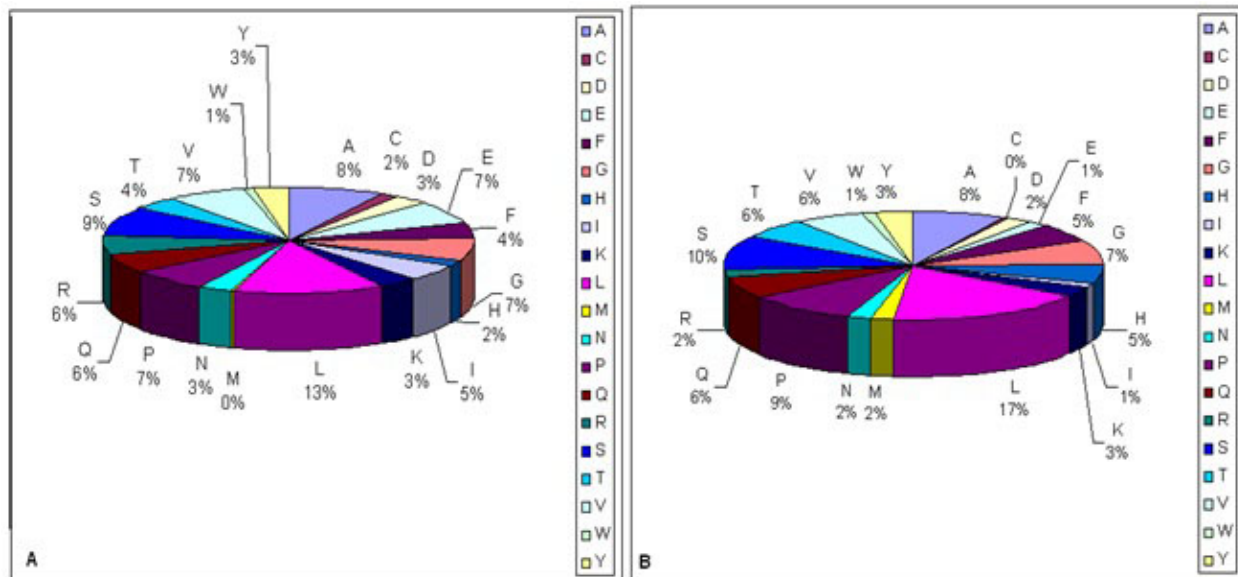 Y
3%
W
1%
V
7%
T
4%
S
9%
R
6%
Q
6%
P
7%
N
3%
M
0%
L
13%
K
3%
I
5%
H
2%
G
7%
F
4%
E
7%
D
3%
C
2%
A
8%
A
C
D
E
F
G
H
I
K
L
M
N
P
Q
R
S
T
V
W
Y
A
A
8%
C
0%
D
2%
E
1%
F
5%
G
7%
H
5%
I
1%
K
3%
L
17%
M
2%
N
2%
P
9%
Q
6%
R
2%
S
10%
T
6%
V
6%
W
1%
Y
3%
A
C
D
E
F
G
H
I
K
L
M
N
P
Q
R
S
T
V
W
Y
B